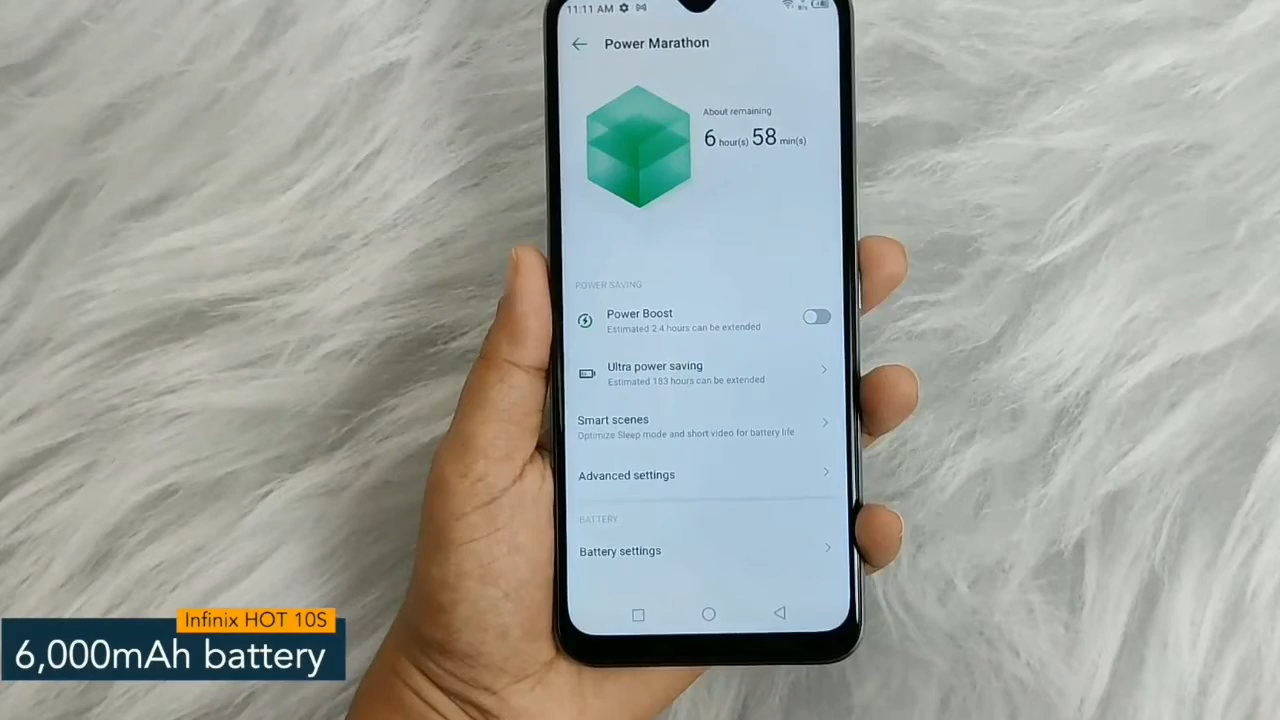 11:11 AM
Power Marathon
About remaining
6 hour(s) 58 min(s)
POWER SAVING
Power Boost
Estimated 2.4 hours can be extended
Ultra power saving
Estimated 183 hours can be extended
Smart scenes
Optimize Sleep mode and short video for battery life
Advanced settings
BATTERY
Battery settings
Infinix HOT 10S
6,000mAh battery